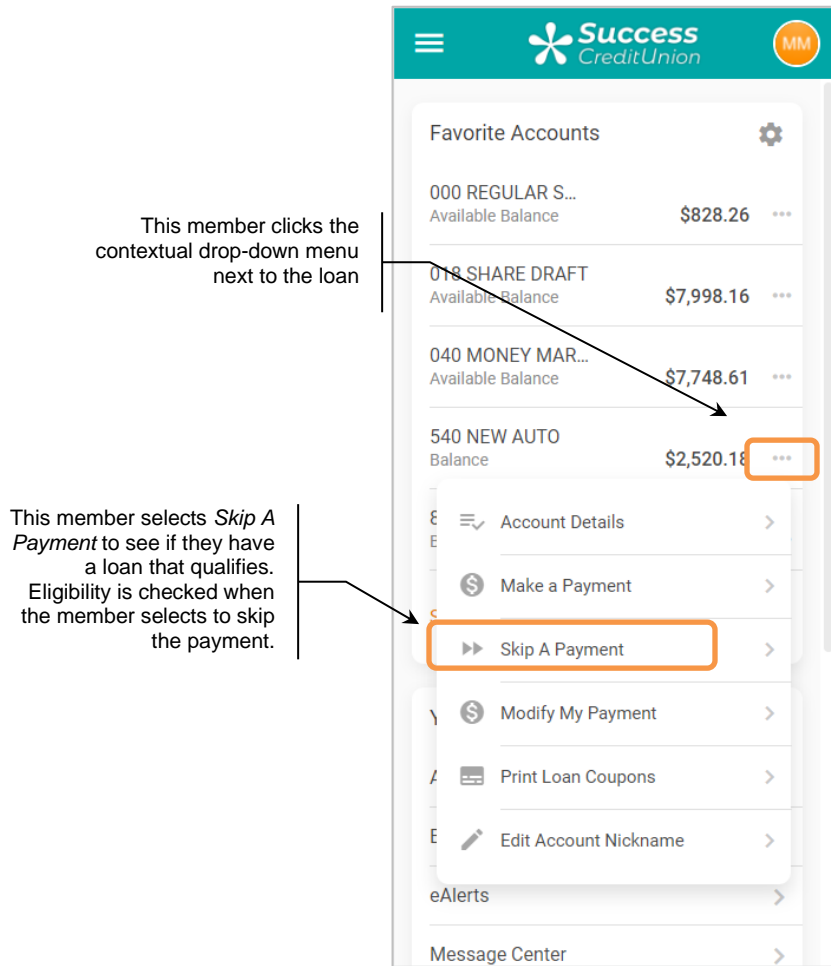 Success
CreditUnion
MM
Favorite Accounts
000 REGULAR S...
Available Balance
$828.26
This member clicks the
contextual drop-down menu
next to the loan
018 SHARE DRAFT
Available Balance
$7,998.16
040 MONEY MAR...
Available Balance
$7,748.61
540 NEW AUTO
Balance
$2,520.18
This member selects Skip A
Payment to see if they have
a loan that qualifies.
Eligibility is checked when
the member selects to skip
the payment.
Account Details
Make a Payment
Skip A Payment
Modify My Payment
Print Loan Coupons
Edit Account Nickname
eAlerts
Message Center